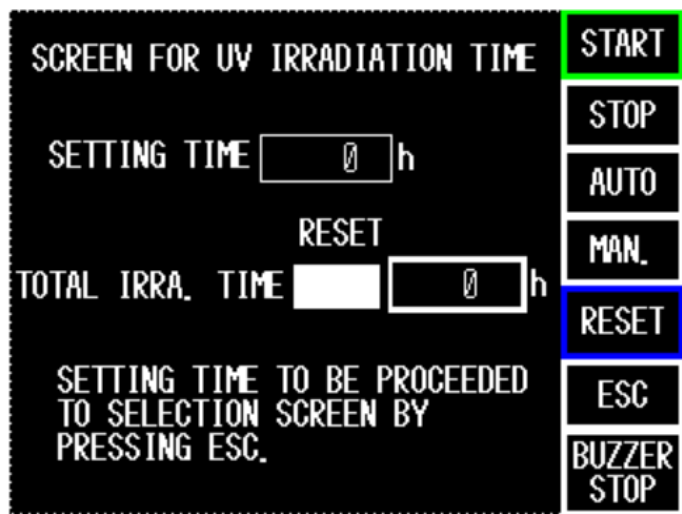 SCREEN FOR UV IRRADIATION TIME
SETTING TIME 0 h
RESET
TOTAL IRRA. TIME 0 h
SETTING TIME TO BE PROCEEDED
TO SELECTION SCREEN BY
PRESSING ESC.
START
STOP
AUTO
MAN.
RESET
ESC
BUZZER
STOP